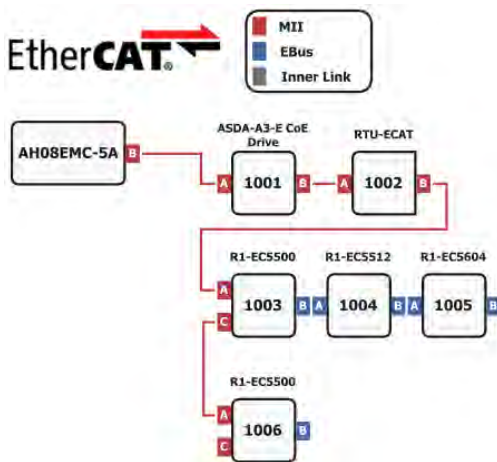 EtherCAT®
MII
EBus
Inner Link
AH08EMC-5A
B
ASDA-A3-E CoE
Drive
A
1001
B
RTU-ECAT
A
1002
B
R1-EC5500
A
C
1003
B
R1-EC5512
A
1004
B
R1-EC5604
A
1005
B
R1-EC5500
A
C
1006
B